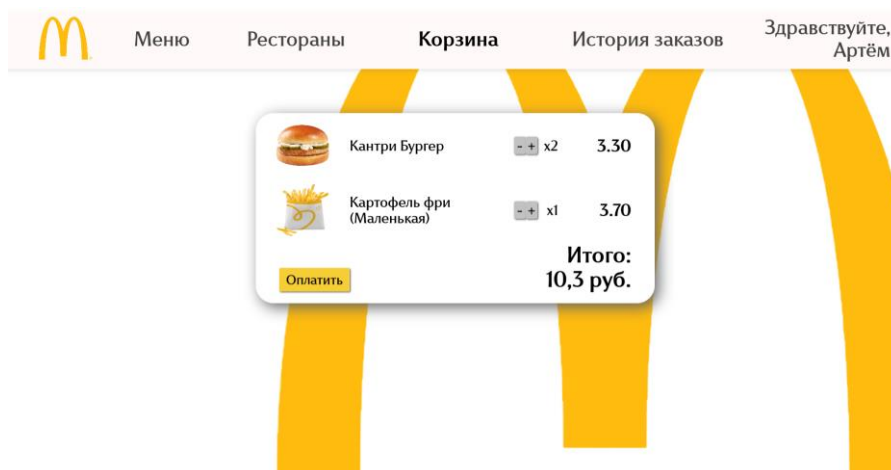 Меню Рестораны Корзина История заказов Здравствуйте,
Артём
Кантри Бургер - + x2 3.30
Картофель фри
(Маленькая) - + x1 3.70
Итого:
Оплатить 10,3 руб.